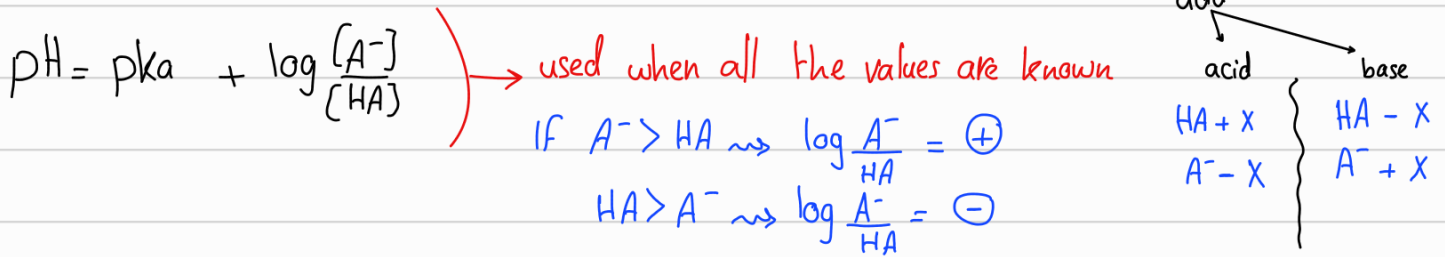 pH = pka + log [A⁻]/[HA] → used when all the values are known
If A⁻ > HA ⇝ log A⁻/HA = ⊕
HA > A⁻ ⇝ log A⁻/HA = ⊖
acid base
HA + X HA - X
A⁻ - X A⁻ + X